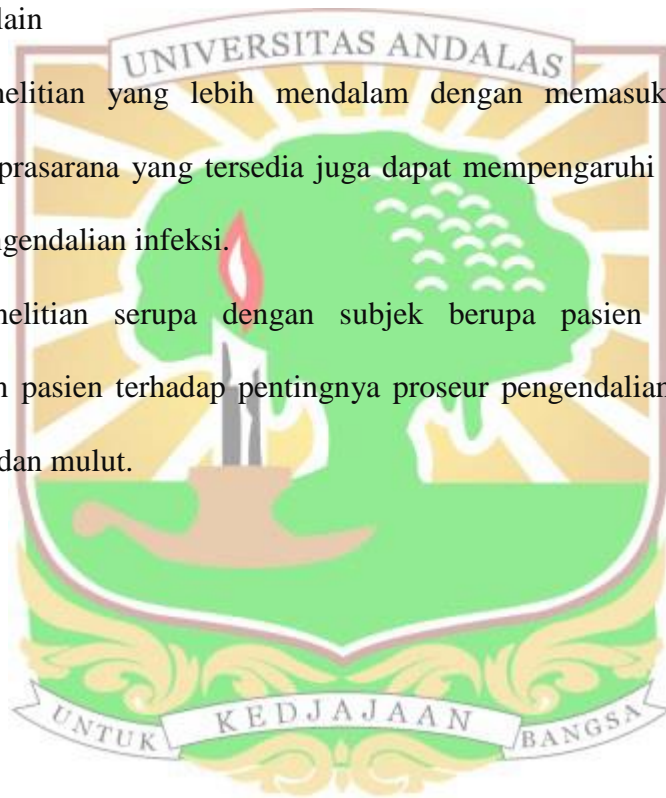 lain
UNIVERSITAS ANDALAS
nelitian yang lebih mendalam dengan memasuk
prasarana yang tersedia juga dapat mempengaruhi
ngendalian infeksi.
nelitian serupa dengan subjek berupa pasien
n pasien terhadap pentingnya proseur pengendalian
dan mulut.
UNTUK KEDJAJAAN BANGSA